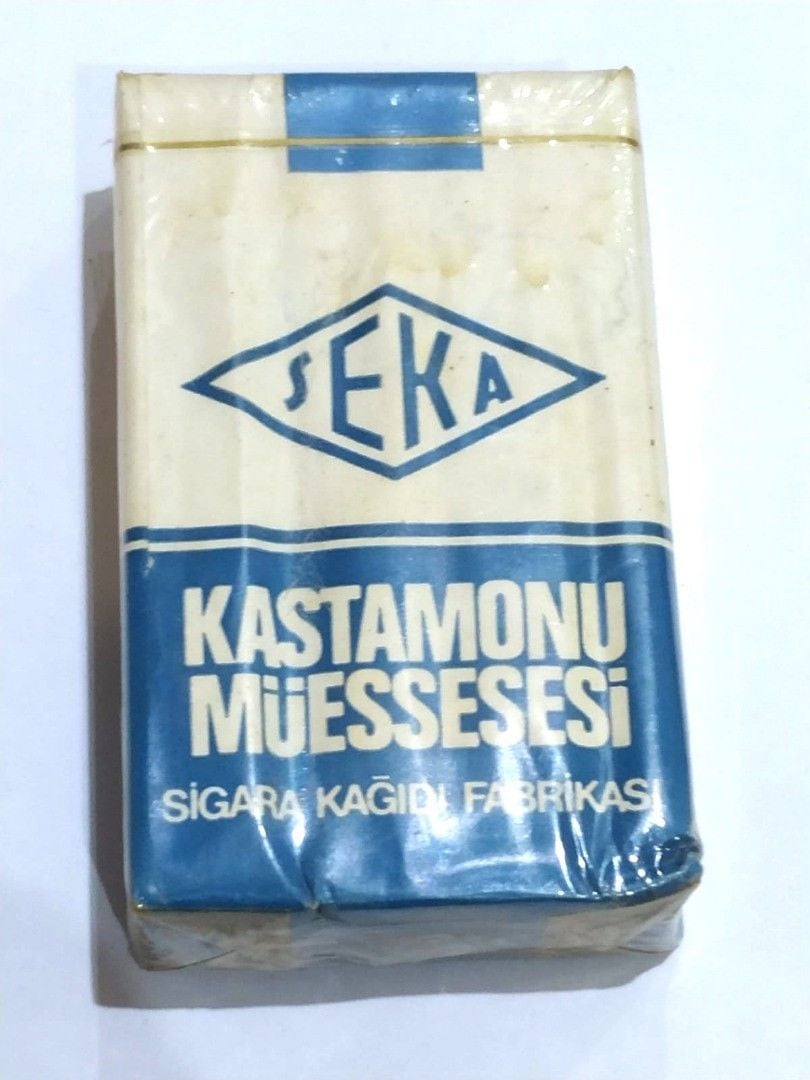 SEKA
KASTAMONU
MÜESSESESİ
SİGARA KAĞIDI FABRİKASI